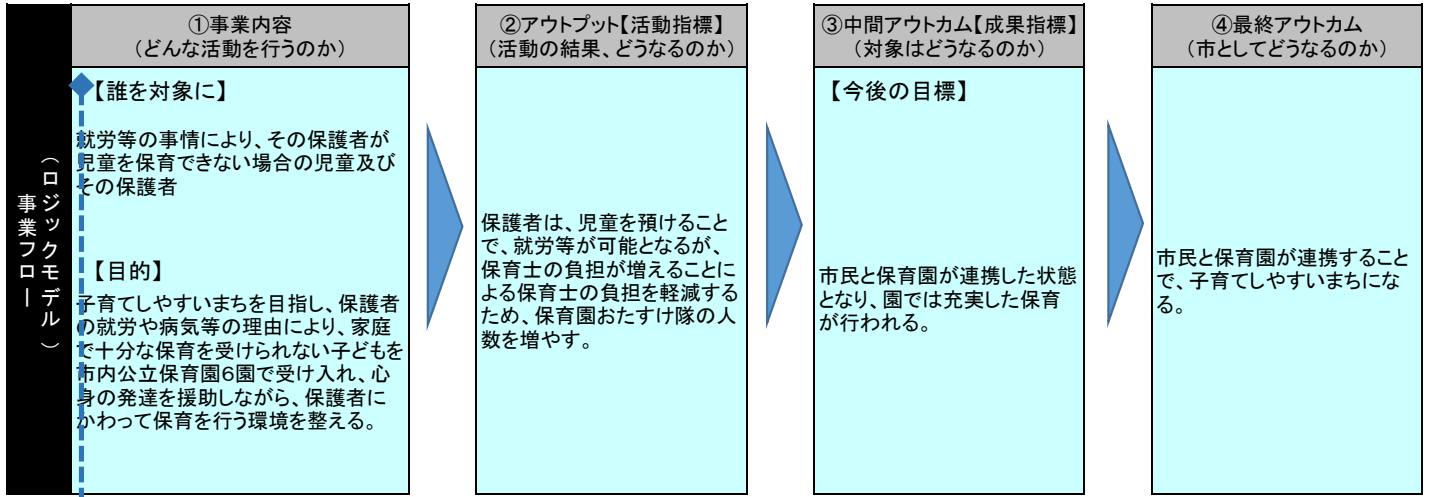 事業フロー
（ロジックモデル）
①事業内容
（どんな活動を行うのか）
【誰を対象に】
就労等の事情により、その保護者が
児童を保育できない場合の児童及び
その保護者
【目的】
子育てしやすいまちを目指し、保護者
の就労や病気等の理由により、家庭
で十分な保育を受けられない子どもを
市内公立保育園6園で受け入れ、心
身の発達を援助しながら、保護者に
かわって保育を行う環境を整える。
②アウトプット【活動指標】
（活動の結果、どうなるのか）
保護者は、児童を預けること
で、就労等が可能となるが、
保育士の負担が増えることに
よる保育士の負担を軽減する
ため、保育園おたすけ隊の人
数を増やす。
③中間アウトカム【成果指標】
（対象はどうなるのか）
【今後の目標】
市民と保育園が連携した状態
となり、園では充実した保育
が行われる。
④最終アウトカム
（市としてどうなるのか）
市民と保育園が連携すること
で、子育てしやすいまちにな
る。